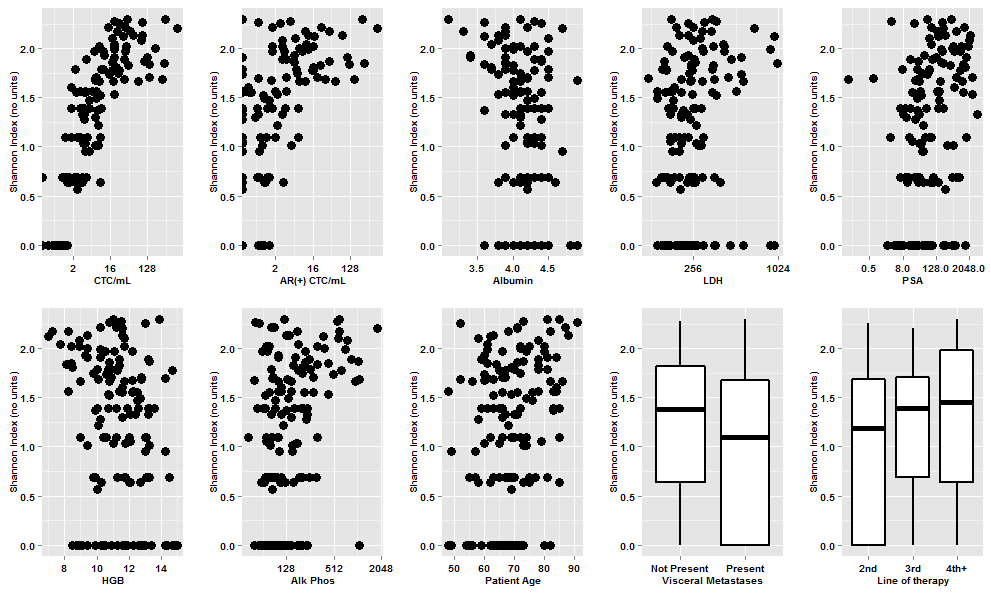 Shannon Index (no units)
2.0
1.5
1.0
0.5
0.0
2 16 128
CTC/mL
Shannon Index (no units)
2.0
1.5
1.0
0.5
0.0
2 16 128
AR(+) CTC/mL
Shannon Index (no units)
2.0
1.5
1.0
0.5
0.0
3.5 4.0 4.5
Albumin
Shannon Index (no units)
2.0
1.5
1.0
0.5
0.0
256 1024
LDH
Shannon Index (no units)
2.0
1.5
1.0
0.5
0.0
0.5 8.0 128.0 2048.0
PSA
Shannon Index (no units)
2.0
1.5
1.0
0.5
0.0
8 10 12 14
HGB
Shannon Index (no units)
2.0
1.5
1.0
0.5
0.0
128 512 2048
Alk Phos
Shannon Index (no units)
2.0
1.5
1.0
0.5
0.0
50 60 70 80 90
Patient Age
Shannon Index (no units)
2.0
1.5
1.0
0.5
0.0
Not Present Present
Visceral Metastases
Shannon Index (no units)
2.0
1.5
1.0
0.5
0.0
2nd 3rd 4th+
Line of therapy